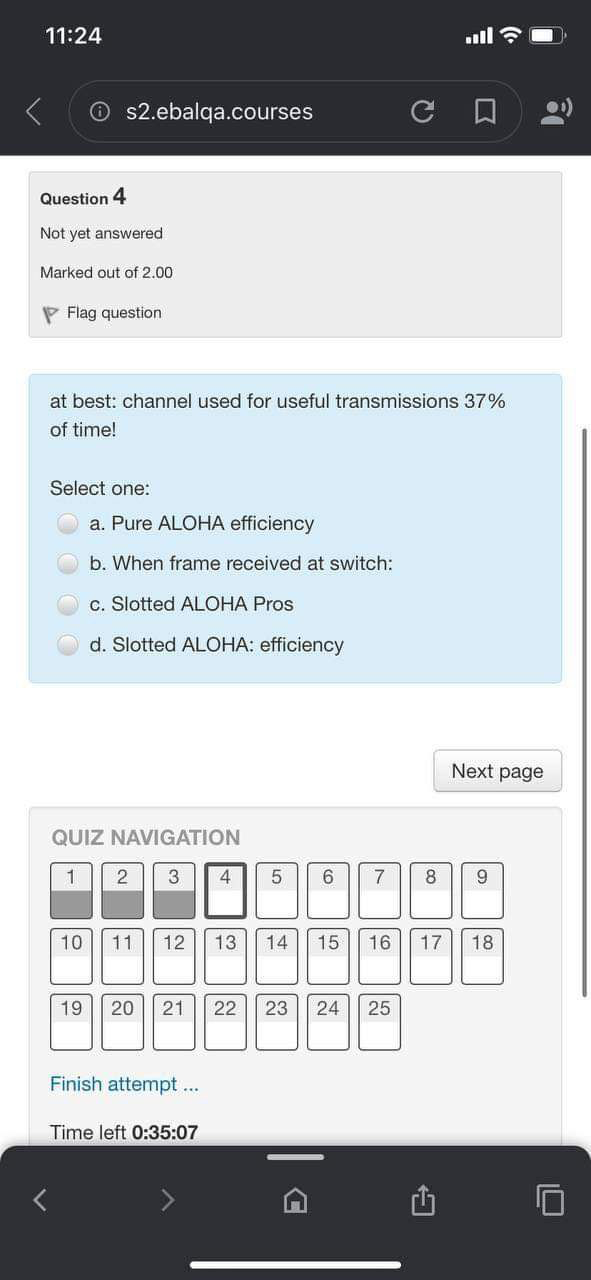 11:24
s2.ebalqa.courses
Question 4
Not yet answered
Marked out of 2.00
Flag question
at best: channel used for useful transmissions 37%
of time!
Select one:
a. Pure ALOHA efficiency
b. When frame received at switch:
c. Slotted ALOHA Pros
d. Slotted ALOHA: efficiency
Next page
QUIZ NAVIGATION
1 2 3 4 5 6 7 8 9
10 11 12 13 14 15 16 17 18
19 20 21 22 23 24 25
Finish attempt ...
Time left 0:35:07